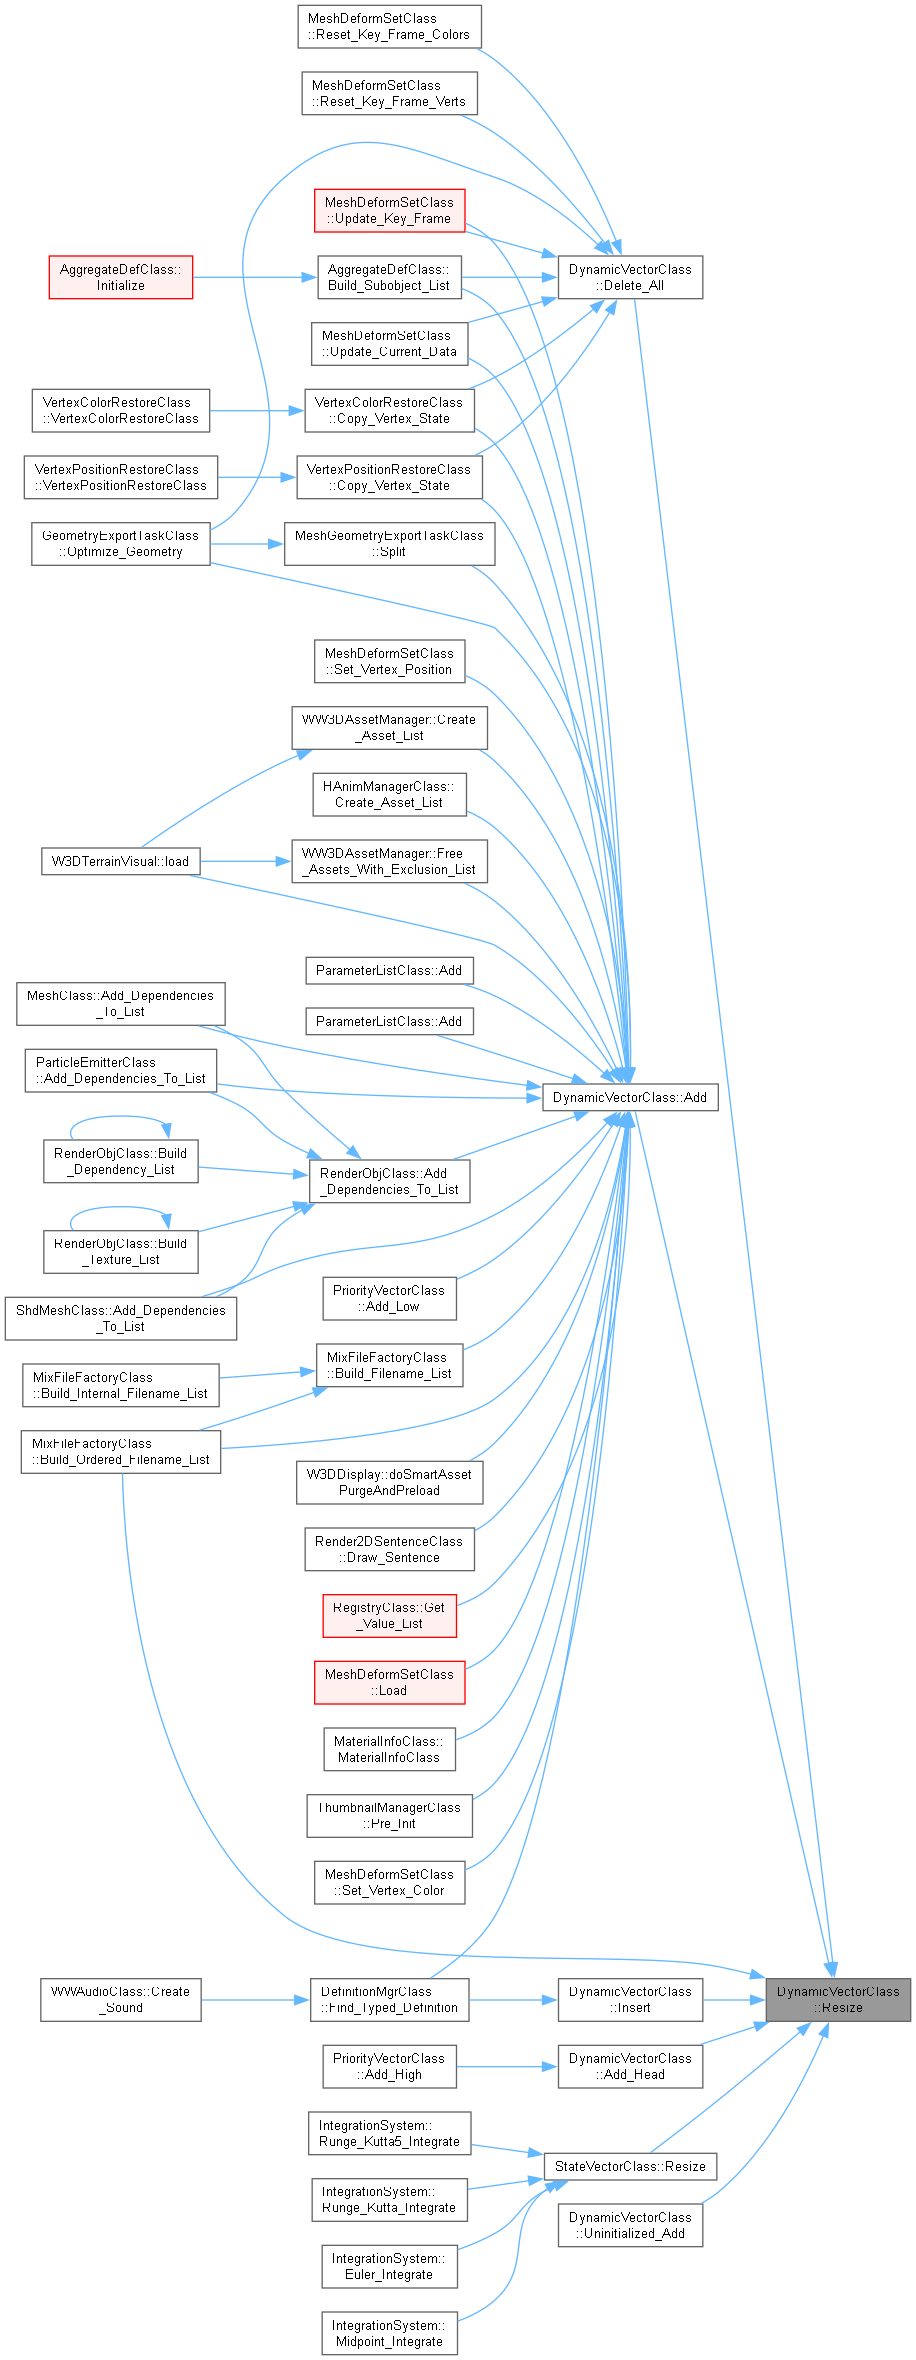 MeshDeformSetClass
::Reset_Key_Frame_Colors
MeshDeformSetClass
::Reset_Key_Frame_Verts
MeshDeformSetClass
::Update_Key_Frame
AggregateDefClass::
Initialize
AggregateDefClass::
Build_Subobject_List
DynamicVectorClass
::Delete_All
MeshDeformSetClass
::Update_Current_Data
VertexColorRestoreClass
::VertexColorRestoreClass
VertexColorRestoreClass
::Copy_Vertex_State
VertexPositionRestoreClass
::VertexPositionRestoreClass
VertexPositionRestoreClass
::Copy_Vertex_State
GeometryExportTaskClass
::Optimize_Geometry
MeshGeometryExportTaskClass
::Split
MeshDeformSetClass
::Set_Vertex_Position
WW3DAssetManager::Create
_Asset_List
HAnimManagerClass::
Create_Asset_List
W3DTerrainVisual::load
WW3DAssetManager::Free
_Assets_With_Exclusion_List
ParameterListClass::Add
MeshClass::Add_Dependencies
_To_List
ParameterListClass::Add
ParticleEmitterClass
::Add_Dependencies_To_List
DynamicVectorClass::Add
RenderObjClass::Build
_Dependency_List
RenderObjClass::Add
_Dependencies_To_List
RenderObjClass::Build
_Texture_List
ShdMeshClass::Add_Dependencies
_To_List
PriorityVectorClass
::Add_Low
MixFileFactoryClass
::Build_Internal_Filename_List
MixFileFactoryClass
::Build_Filename_List
MixFileFactoryClass
::Build_Ordered_Filename_List
W3DDisplay::doSmartAsset
PurgeAndPreload
Render2DSentenceClass
::Draw_Sentence
RegistryClass::Get
_Value_List
MeshDeformSetClass
::Load
MaterialInfoClass::
MaterialInfoClass
ThumbnailManagerClass
::Pre_Init
MeshDeformSetClass
::Set_Vertex_Color
WWAudioClass::Create
_Sound
DefinitionMgrClass
::Find_Typed_Definition
DynamicVectorClass
::Insert
DynamicVectorClass
::Resize
PriorityVectorClass
::Add_High
DynamicVectorClass
::Add_Head
IntegrationSystem::
Runge_Kutta5_Integrate
StateVectorClass::Resize
IntegrationSystem::
Runge_Kutta_Integrate
DynamicVectorClass
::Uninitialized_Add
IntegrationSystem::
Euler_Integrate
IntegrationSystem::
Midpoint_Integrate